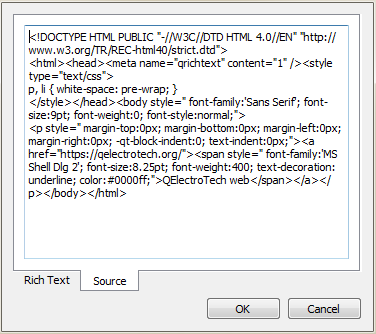 <!DOCTYPE HTML PUBLIC "-//W3C//DTD HTML 4.0//EN" "http://
www.w3.org/TR/REC-html40/strict.dtd">
<html><head><meta name="qrichtext" content="1" /><style
type="text/css">
p, li { white-space: pre-wrap; }
</style></head><body style=" font-family:'Sans Serif'; font-
size:9pt; font-weight:0; font-style:normal;">
<p style=" margin-top:0px; margin-bottom:0px; margin-left:0px;
margin-right:0px; -qt-block-indent:0; text-indent:0px;"><a
href="https://qelectrotech.org/"><span style=" font-family:'MS
Shell Dlg 2'; font-size:8.25pt; font-weight:400; text-decoration:
underline; color:#0000ff;">QElectroTech web</span></a></
p></body></html>
Rich Text
Source
OK
Cancel